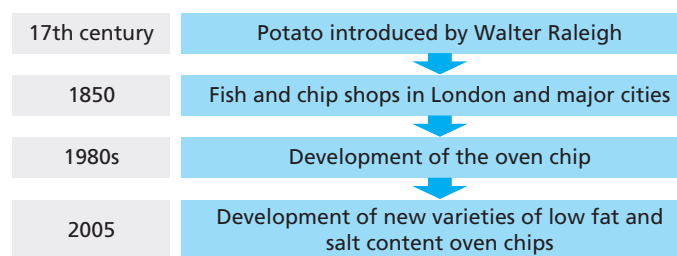 17th century
Potato introduced by Walter Raleigh
1850
Fish and chip shops in London and major cities
1980s
Development of the oven chip
2005
Development of new varieties of low fat and
salt content oven chips